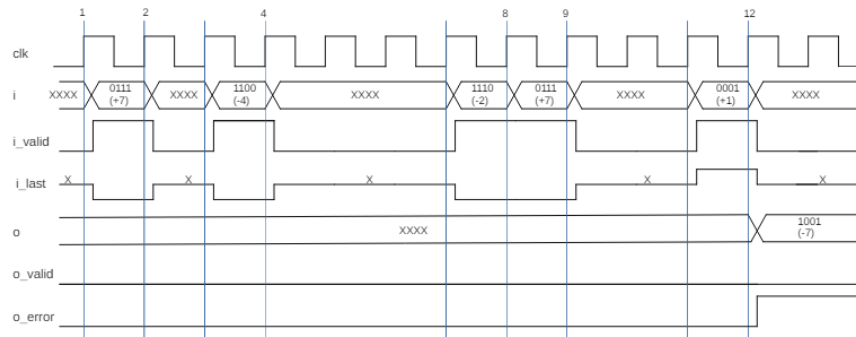 1 2 4 8 9 12
clk
i XXXX 0111 XXXX 1100 XXXX 1110 0111 XXXX 0001 XXXX
(+7) (-4) (-2) (+7) (+1)
i_valid
i_last X X X X X
o XXXX 1001
(-7)
o_valid
o_error